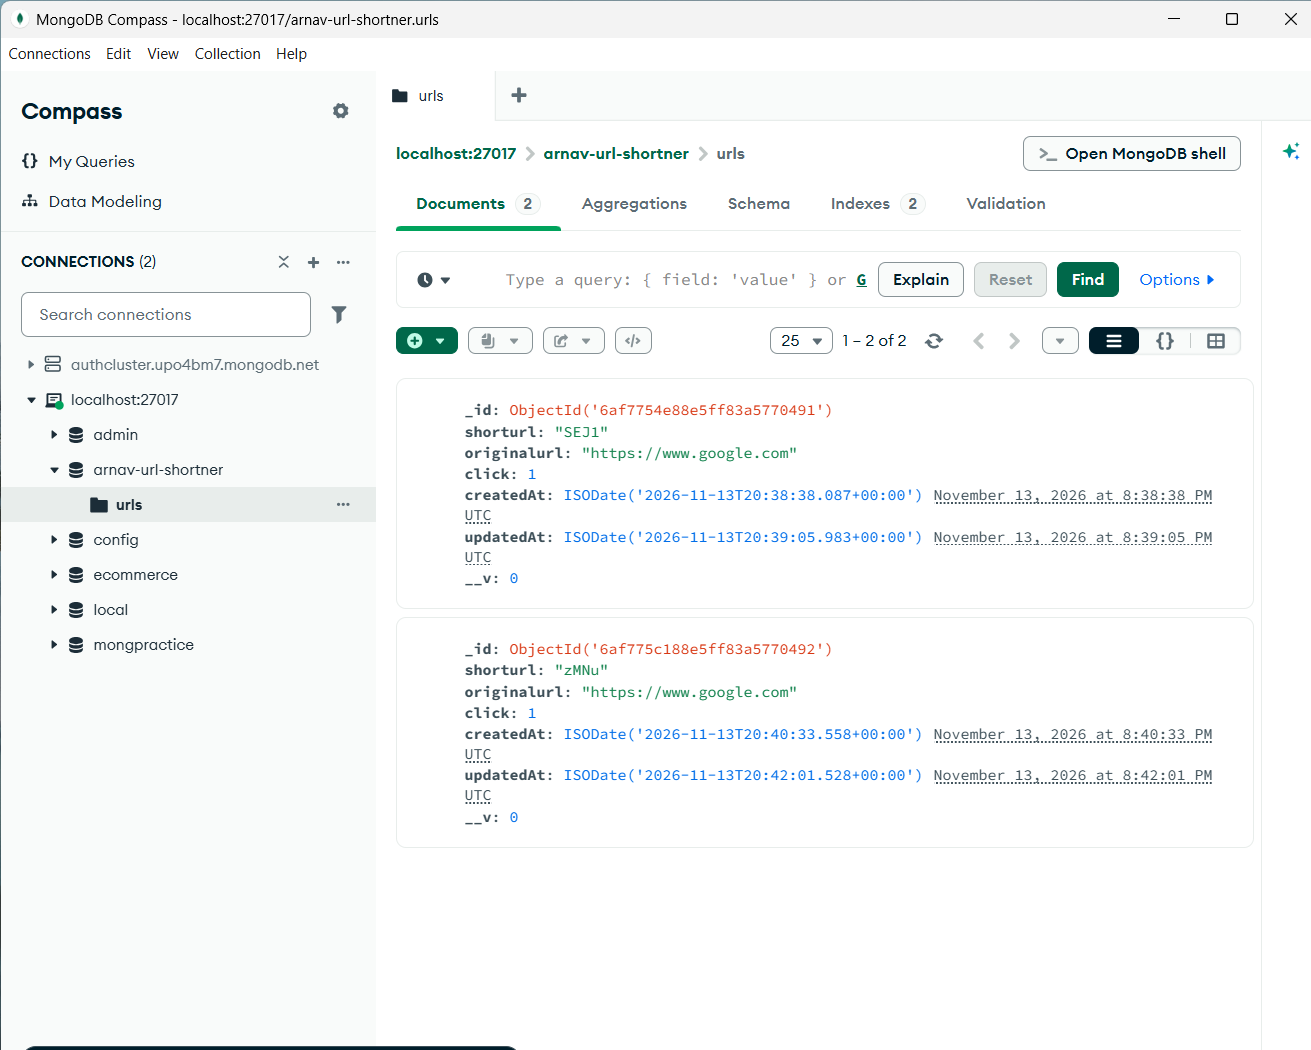 MongoDB Compass - localhost:27017/arnav-url-shortner.urls
Connections Edit View Collection Help
Compass
My Queries
Data Modeling
CONNECTIONS (2)
Search connections
authcluster.upo4bm7.mongodb.net
localhost:27017
admin
arnav-url-shortner
urls
config
ecommerce
local
mongpractice
urls
localhost:27017 > arnav-url-shortner > urls
>_ Open MongoDB shell
Documents 2 Aggregations Schema Indexes 2 Validation
Type a query: { field: 'value' } or G
Explain Reset Find Options
25 1 – 2 of 2
_id: ObjectId('6af7754e88e5ff83a5770491')
shorturl: "SEJ1"
originalurl: "https://www.google.com"
click: 1
createdAt: ISODate('2026-11-13T20:38:38.087+00:00') November 13, 2026 at 8:38:38 PM
UTC
updatedAt: ISODate('2026-11-13T20:39:05.983+00:00') November 13, 2026 at 8:39:05 PM
UTC
__v: 0
_id: ObjectId('6af775c188e5ff83a5770492')
shorturl: "zMNu"
originalurl: "https://www.google.com"
click: 1
createdAt: ISODate('2026-11-13T20:40:33.558+00:00') November 13, 2026 at 8:40:33 PM
UTC
updatedAt: ISODate('2026-11-13T20:42:01.528+00:00') November 13, 2026 at 8:42:01 PM
UTC
__v: 0